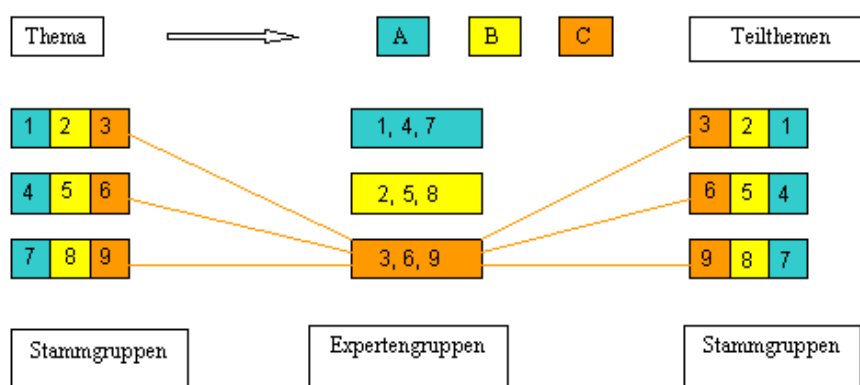 Thema A B C Teilthemen
1 2 3 1, 4, 7 3 2 1
4 5 6 2, 5, 8 6 5 4
7 8 9 3, 6, 9 9 8 7
Stammgruppen Expertengruppen Stammgruppen